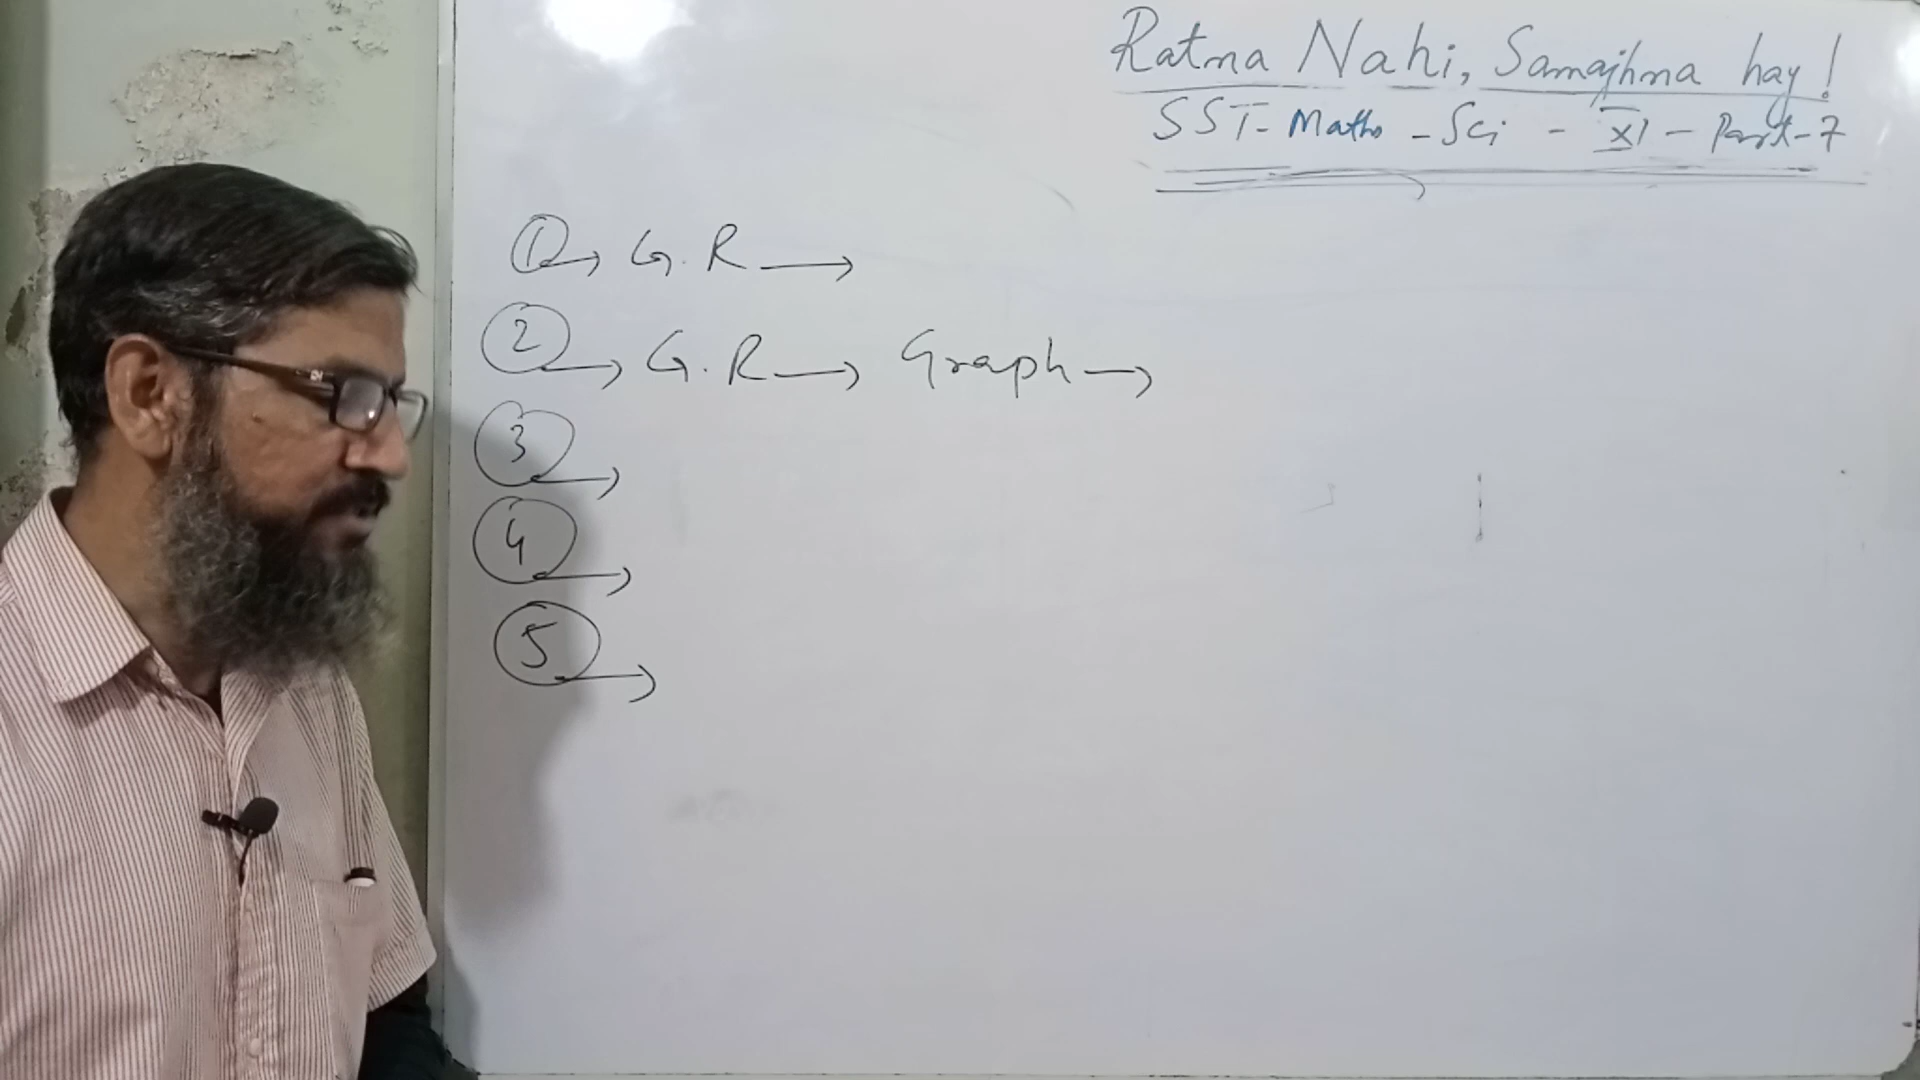 Ratna Nahi, Samajhna hay!
SST - Maths - Sci - XI - Part - 7
① → G.R →
② → G.R → Graph →
③ →
④ →
⑤ →